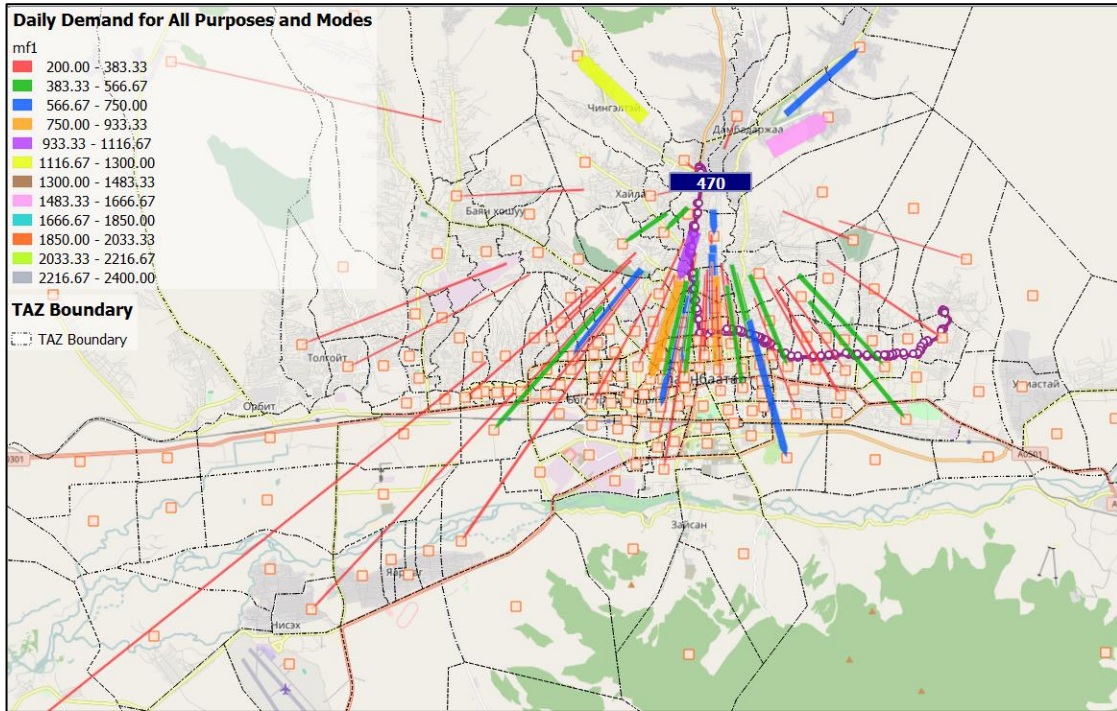 Daily Demand for All Purposes and Modes
mf1
200.00 - 383.33
383.33 - 566.67
566.67 - 750.00
750.00 - 933.33
933.33 - 1116.67
1116.67 - 1300.00
1300.00 - 1483.33
1483.33 - 1666.67
1666.67 - 1850.00
1850.00 - 2033.33
2033.33 - 2216.67
2216.67 - 2400.00
TAZ Boundary
TAZ Boundary
Чингэлтэй
Дамбадаржаа
470
Хайла
Баян хошуу
Толгойт
Орбит
A0501
Зайсан
Нисэх